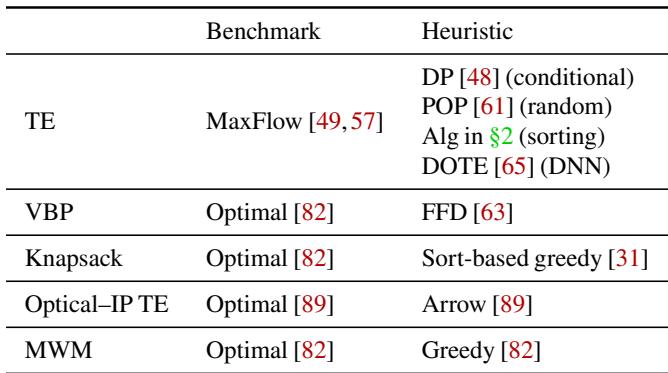 Benchmark Heuristic
TE MaxFlow [49,57] DP [48] (conditional)
POP [61] (random)
Alg in §2 (sorting)
DOTE [65] (DNN)
VBP Optimal [82] FFD [63]
Knapsack Optimal [82] Sort-based greedy [31]
Optical–IP TE Optimal [89] Arrow [89]
MWM Optimal [82] Greedy [82]